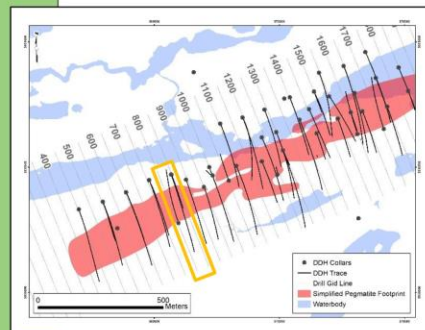 400
500
600
700
800
900
1000
1100
1200
1300
1400
1500
1600
1700
DDH Collars
DDH Trace
Drill Gid Line
Simplified Pegmatite Footprint
Waterbody
0 500
Meters